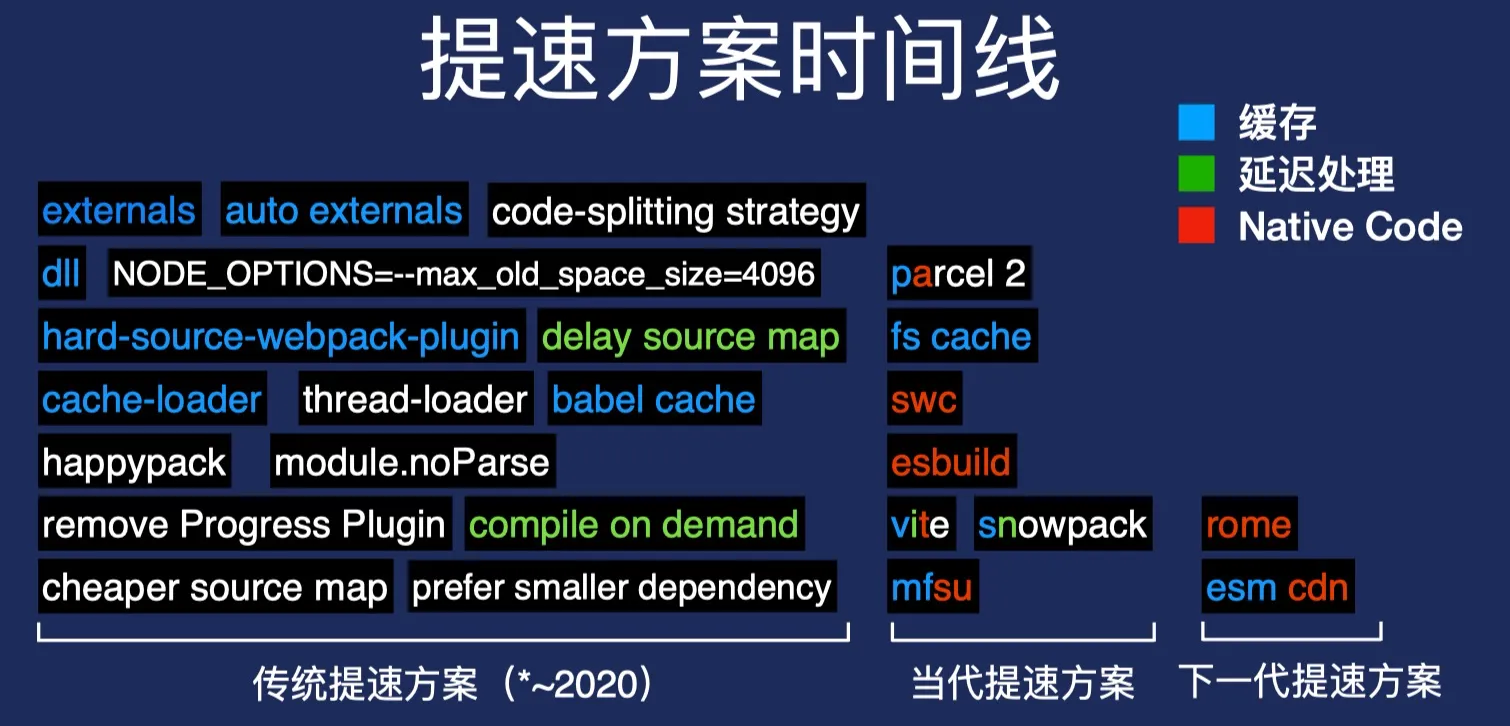 提速方案时间线
缓存
延迟处理
Native Code
externals auto externals code-splitting strategy
dll NODE_OPTIONS=--max_old_space_size=4096
hard-source-webpack-plugin delay source map
cache-loader thread-loader babel cache
happypack module.noParse
remove Progress Plugin compile on demand
cheaper source map prefer smaller dependency
传统提速方案（*~2020）
parcel 2
fs cache
swc
esbuild
vite snowpack
mfsu
当代提速方案
rome
esm cdn
下一代提速方案